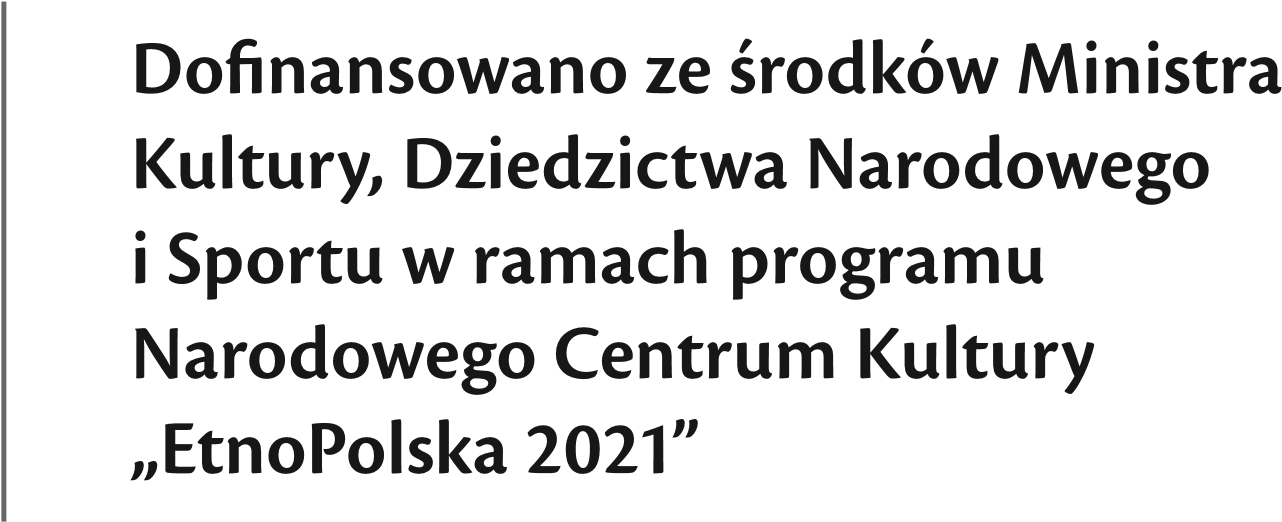 Dofinansowano ze środków Ministra
Kultury, Dziedzictwa Narodowego
i Sportu w ramach programu
Narodowego Centrum Kultury
„EtnoPolska 2021”